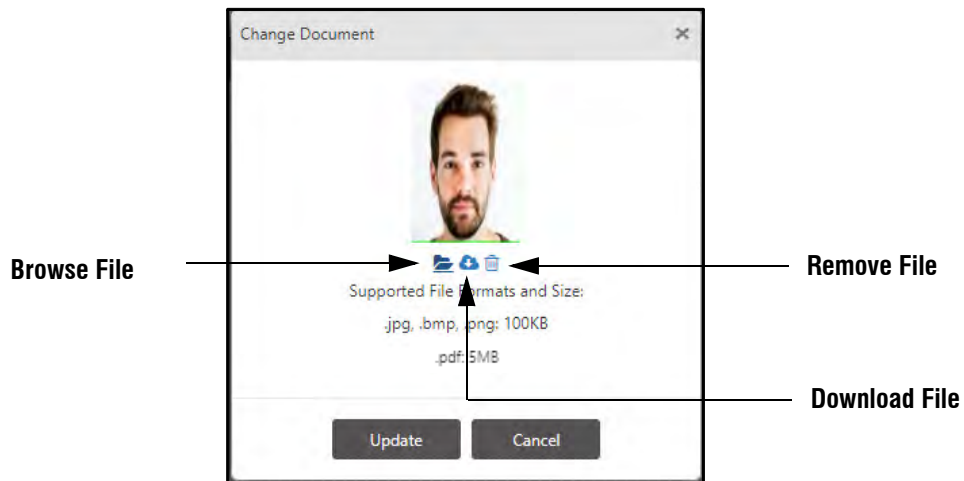 Change Document
Browse File
Remove File
Supported File Formats and Size:
.jpg, .bmp, .png: 100KB
.pdf: 5MB
Download File
Update Cancel